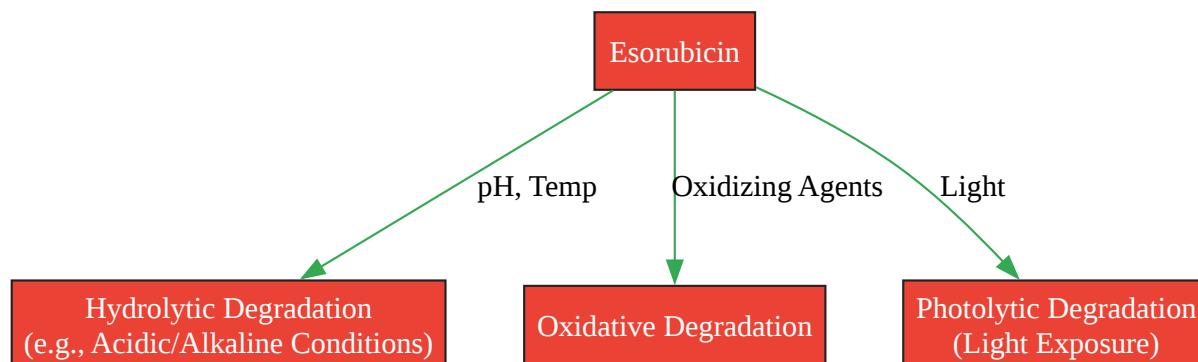 Esorubicin
pH, Temp
Oxidizing Agents
Light
Hydrolytic Degradation
(e.g., Acidic/Alkaline Conditions)
Oxidative Degradation
Photolytic Degradation
(Light Exposure)